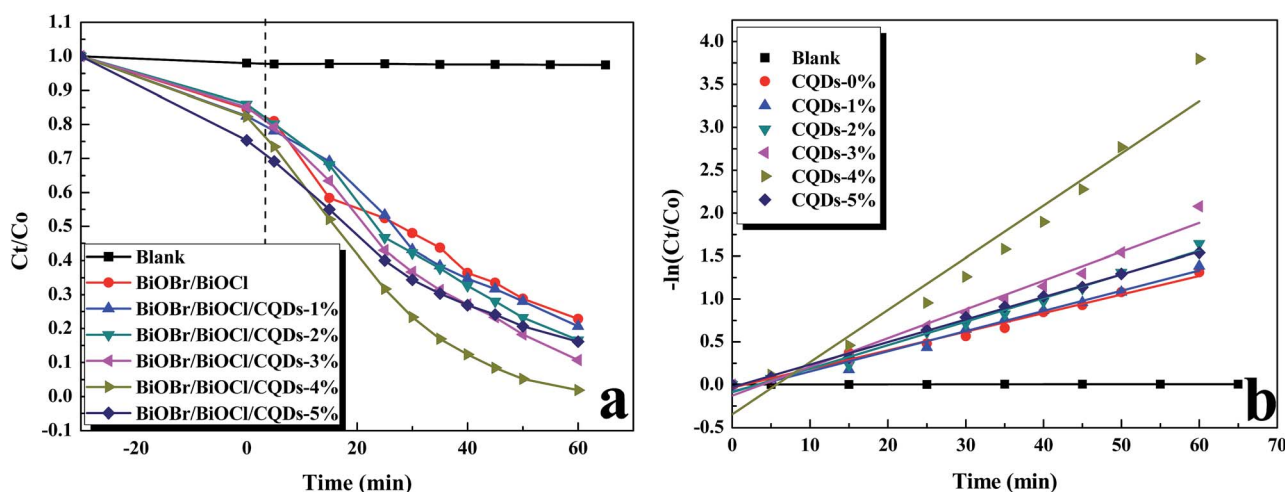 1.1
1.0
0.9
0.8
0.7
0.6
0.5
0.4
0.3
0.2
0.1
0.0
-0.1
Ct/Co
Blank
BiOBr/BiOCl
BiOBr/BiOCl/CQDs-1%
BiOBr/BiOCl/CQDs-2%
BiOBr/BiOCl/CQDs-3%
BiOBr/BiOCl/CQDs-4%
BiOBr/BiOCl/CQDs-5%
a
-20 0 20 40 60
Time (min)
4.0
3.5
3.0
2.5
2.0
1.5
1.0
0.5
0.0
-0.5
-ln(Ct/Co)
Blank
CQDs-0%
CQDs-1%
CQDs-2%
CQDs-3%
CQDs-4%
CQDs-5%
b
0 10 20 30 40 50 60 70
Time (min)